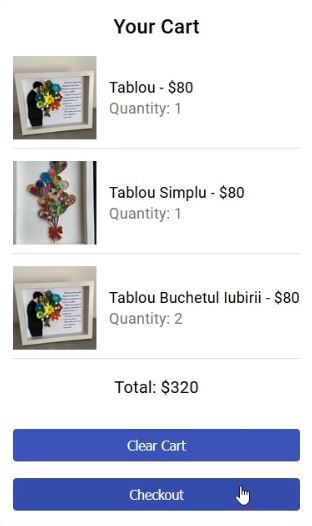 Your Cart
Tablou - $80
Quantity: 1
Tablou Simplu - $80
Quantity: 1
Tablou Buchetul Iubirii - $80
Quantity: 2
Total: $320
Clear Cart
Checkout